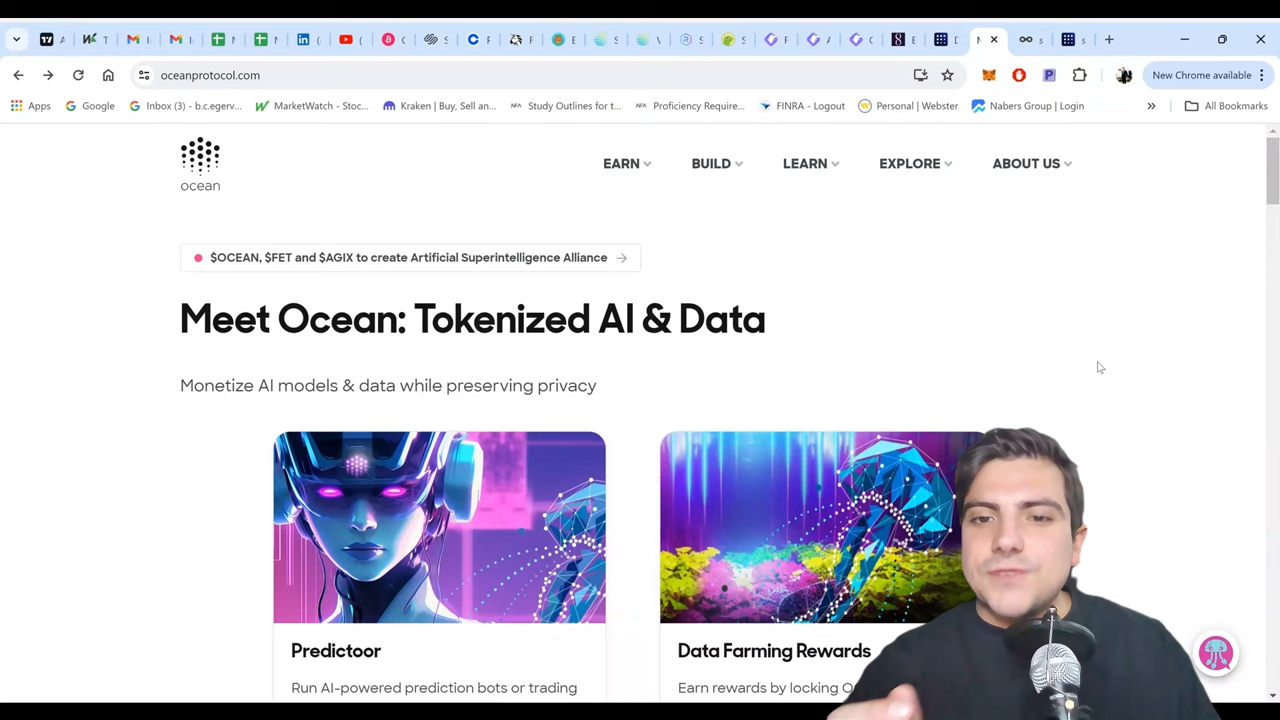 oceanprotocol.com
New Chrome available
Apps
Google
Inbox (3) - b.c.egerv...
MarketWatch - Stoc...
Kraken | Buy, Sell an...
NFA Study Outlines for t...
NFA Proficiency Require...
FINRA - Logout
Personal | Webster
Nabers Group | Login
All Bookmarks
ocean
EARN
BUILD
LEARN
EXPLORE
ABOUT US
$OCEAN, $FET and $AGIX to create Artificial Superintelligence Alliance
Meet Ocean: Tokenized AI & Data
Monetize AI models & data while preserving privacy
Predictoor
Run AI-powered prediction bots or trading
Data Farming Rewards
Earn rewards by locking O